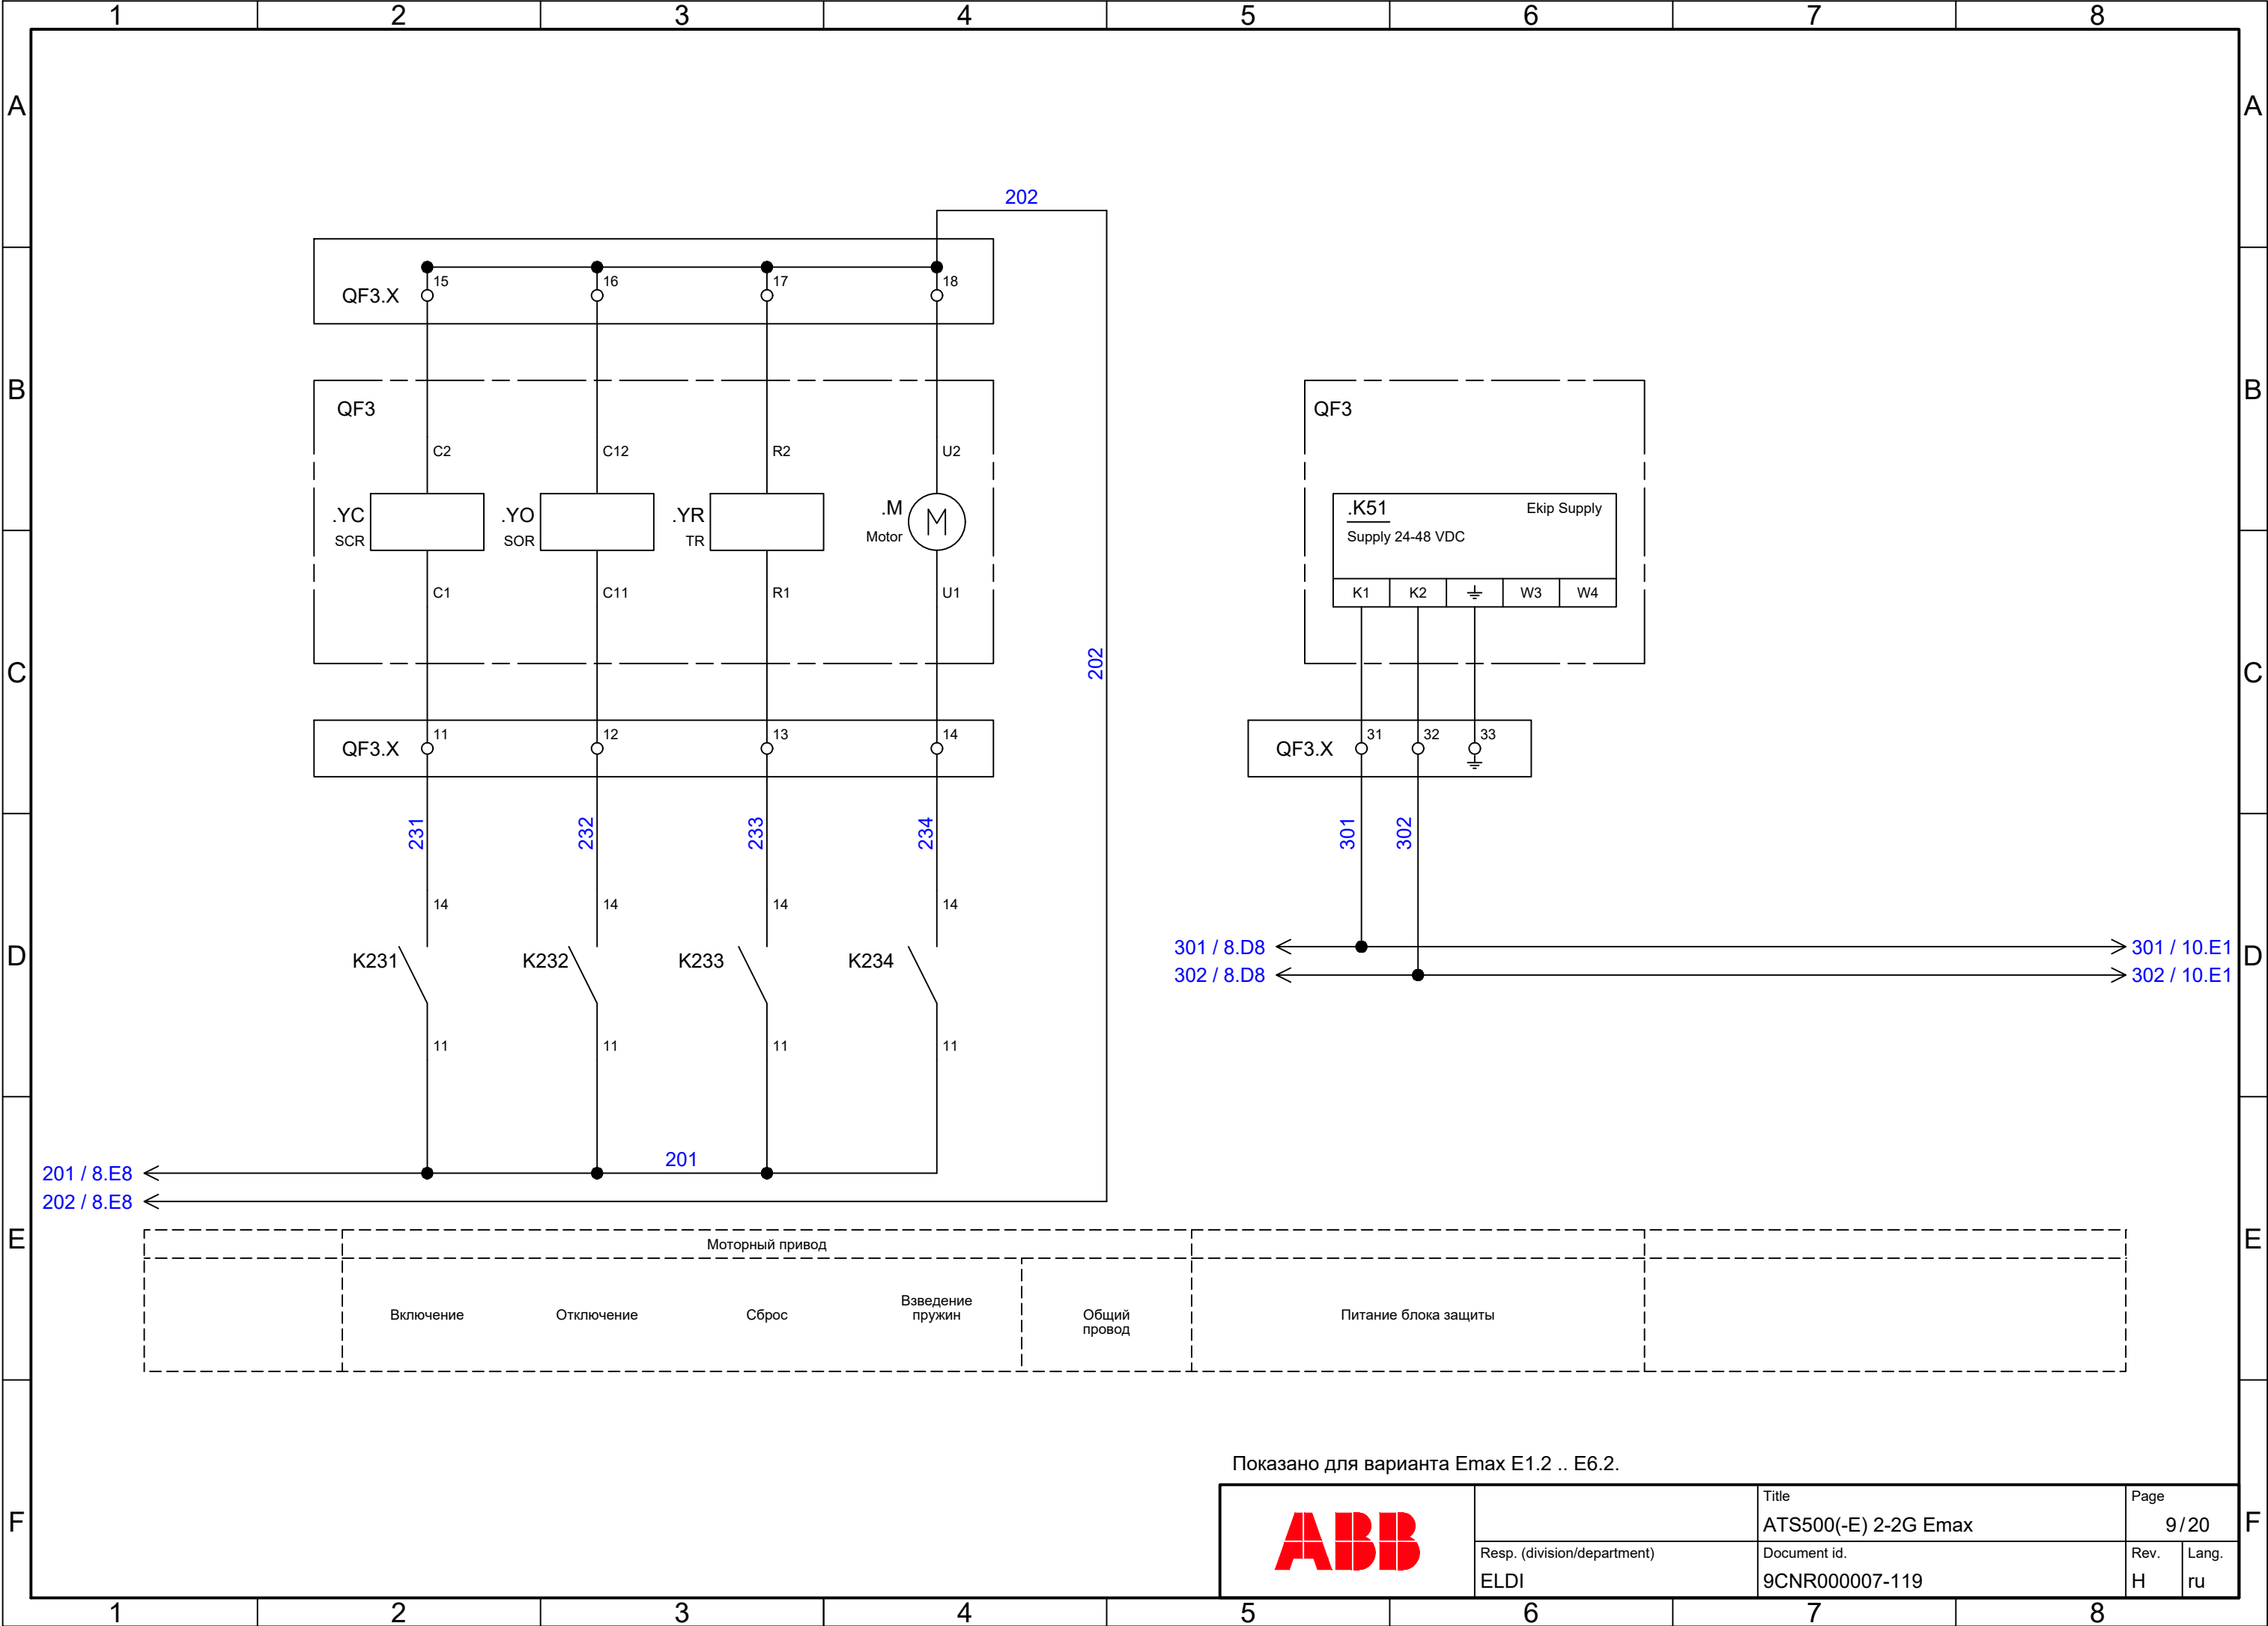 1 2 3 4 5 6 7 8
A A
202
15 16 17 18
QF3.X
B B
QF3 QF3
C2 C12 R2 U2
.YC .YO .YR .M M
SCR SOR TR Motor
.K51 Ekip Supply
Supply 24-48 VDC
C1 C11 R1 U1
K1 K2 W3 W4
202
C C
11 12 13 14
QF3.X
31 32 33
QF3.X
231 232 233 234
301 302
14 14 14 14
D D
K231 K232 K233 K234
301 / 8.D8 301 / 10.E1
302 / 8.D8 302 / 10.E1
11 11 11 11
201
201 / 8.E8
202 / 8.E8
E E
Моторный привод
Включение
Отключение
Сброс
Взведение
пружин
Общий
провод
Питание блока защиты
Показано для варианта Emax E1.2 .. E6.2.
F F
ABB
Title
ATS500(-E) 2-2G Emax
Page
9/20
Resp. (division/department)
ELDI
Document id.
9CNR000007-119
Rev.
H
Lang.
ru
1 2 3 4 5 6 7 8